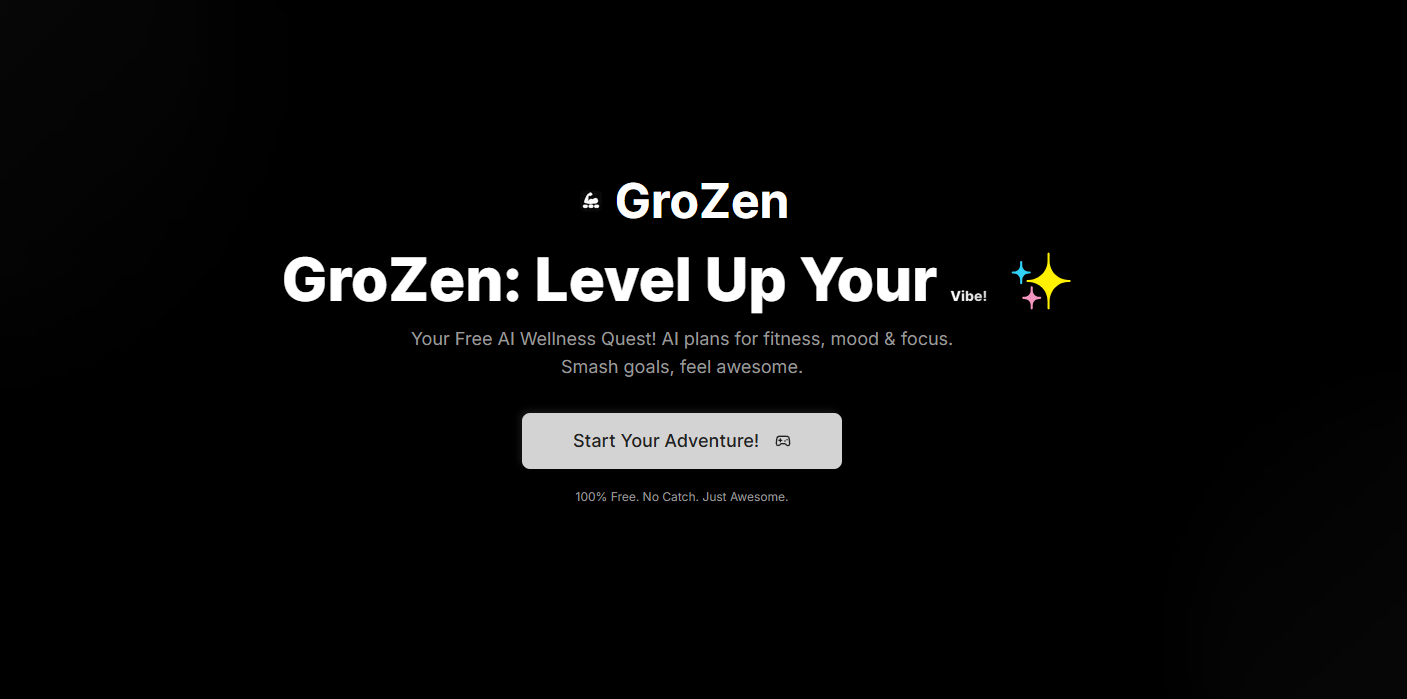 GroZen
GroZen: Level Up Your Vibe! ✨
Your Free AI Wellness Quest! AI plans for fitness, mood & focus.
Smash goals, feel awesome.
Start Your Adventure!
100% Free. No Catch. Just Awesome.